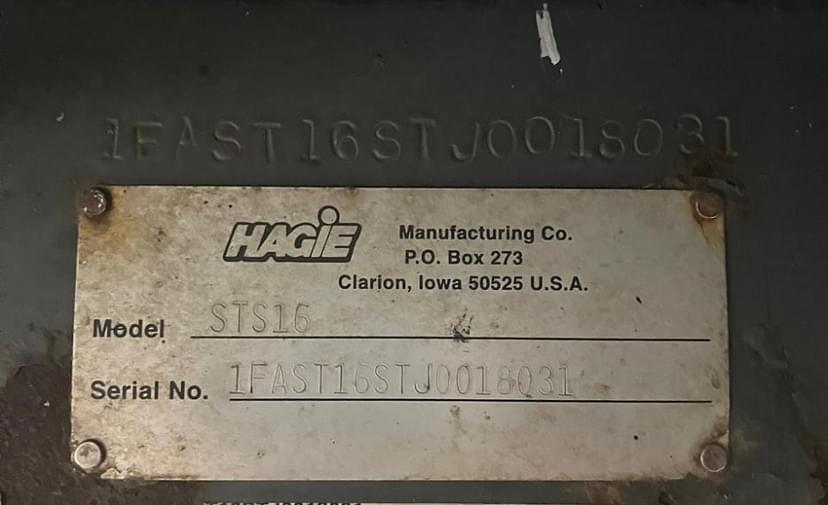 1FAST16STJ0018031
HAGIE
Manufacturing Co.
P.O. Box 273
Clarion, Iowa 50525 U.S.A.
Model STS16
Serial No. 1FAST16STJ0018031